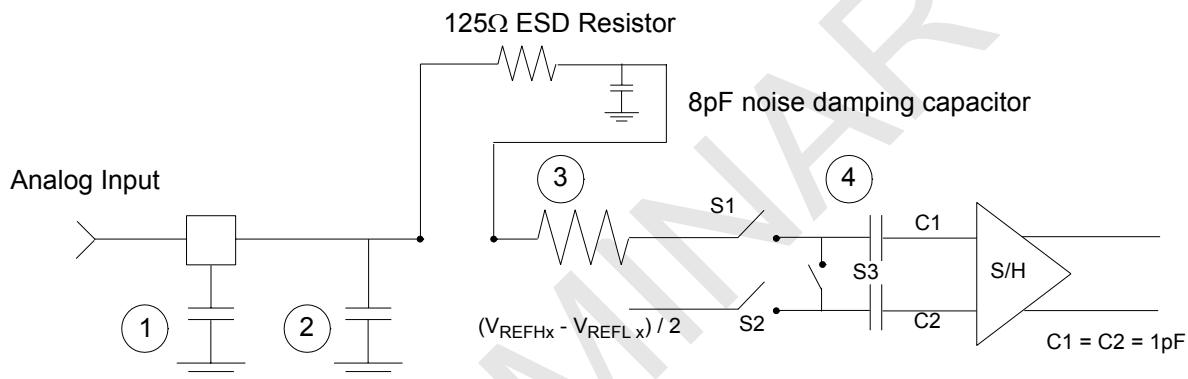 125Ω ESD Resistor
8pF noise damping capacitor
Analog Input
3
4
S1
C1
S/H
S3
1
2
(VREFHx - VREFL x) / 2
S2
C2
C1 = C2 = 1pF
MINAR